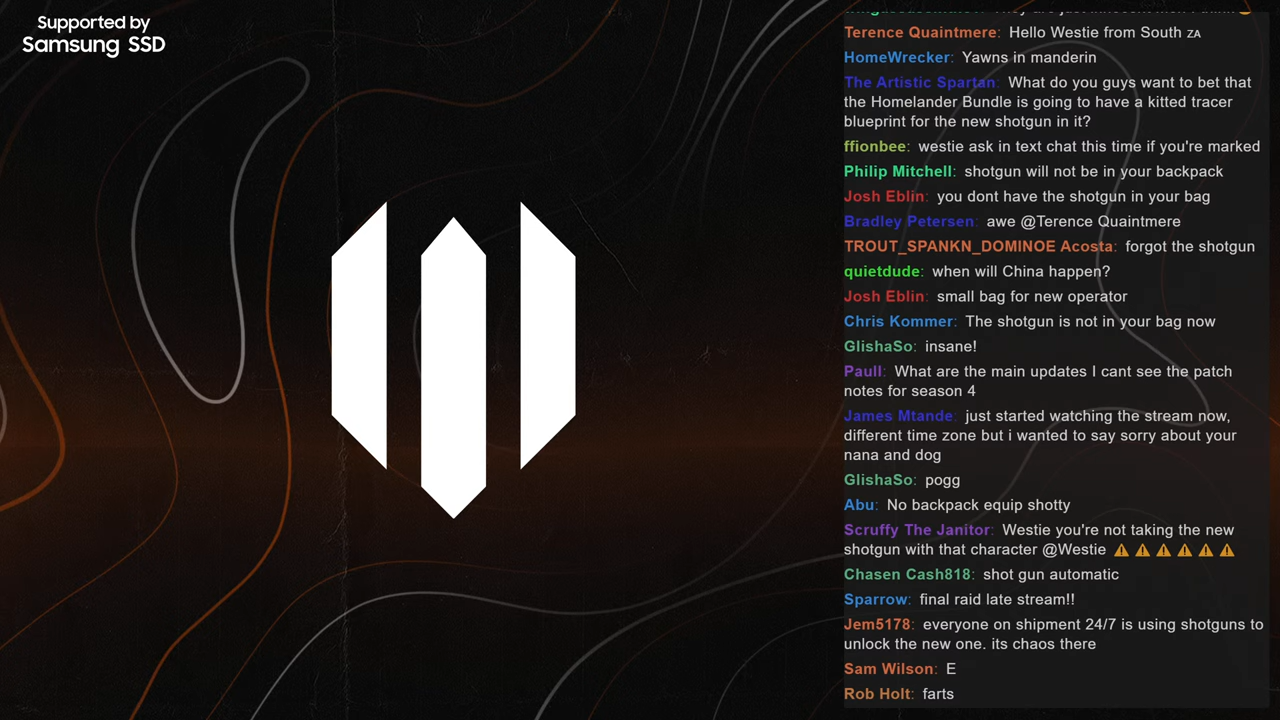 Supported by
Samsung SSD
Terence Quaintmere: Hello Westie from South ZA
HomeWrecker: Yawns in manderin
The Artistic Spartan: What do you guys want to bet that
the Homelander Bundle is going to have a kitted tracer
blueprint for the new shotgun in it?
ffionbee: westie ask in text chat this time if you're marked
Philip Mitchell: shotgun will not be in your backpack
Josh Eblin: you dont have the shotgun in your bag
Bradley Petersen: awe @Terence Quaintmere
TROUT_SPANKN_DOMINOE Acosta: forgot the shotgun
quietdude: when will China happen?
Josh Eblin: small bag for new operator
Chris Kommer: The shotgun is not in your bag now
GlishaSo: insane!
Paull: What are the main updates I cant see the patch
notes for season 4
James Mtande: just started watching the stream now,
different time zone but i wanted to say sorry about your
nana and dog
GlishaSo: pogg
Abu: No backpack equip shotty
Scruffy The Janitor: Westie you're not taking the new
shotgun with that character @Westie ⚠️ ⚠️ ⚠️ ⚠️ ⚠️ ⚠️
Chasen Cash818: shot gun automatic
Sparrow: final raid late stream!!
Jem5178: everyone on shipment 24/7 is using shotguns to
unlock the new one. its chaos there
Sam Wilson: E
Rob Holt: farts